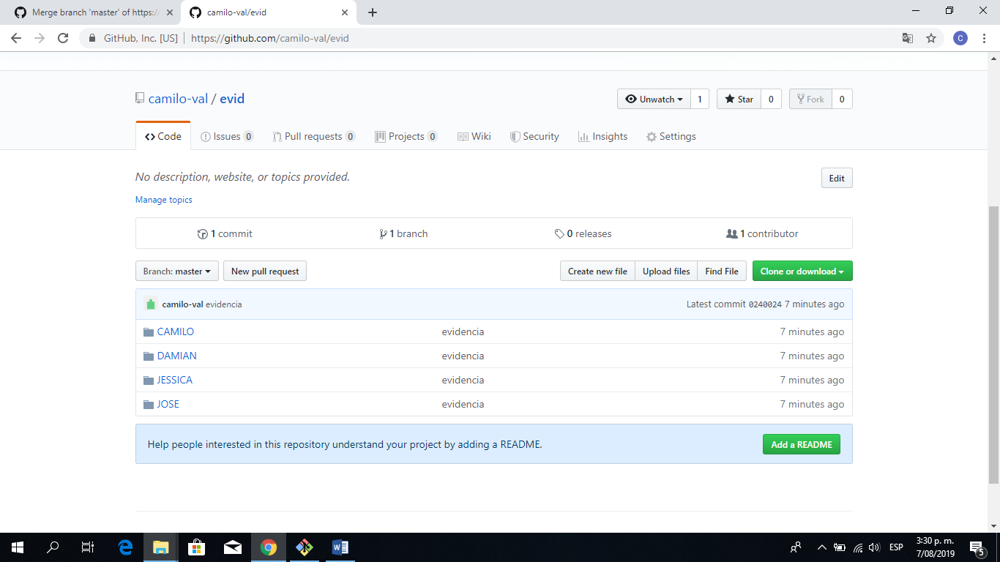 Merge branch 'master' of https:/
camilo-val/evid
GitHub, Inc. [US] https://github.com/camilo-val/evid
C
camilo-val / evid
Unwatch 1 Star 0 Fork 0
Code Issues 0 Pull requests 0 Projects 0 Wiki Security Insights Settings
No description, website, or topics provided.
Edit
Manage topics
1 commit 1 branch 0 releases 1 contributor
Branch: master New pull request Create new file Upload files Find File Clone or download
camilo-val evidencia Latest commit 0240024 7 minutes ago
CAMILO evidencia 7 minutes ago
DAMIAN evidencia 7 minutes ago
JESSICA evidencia 7 minutes ago
JOSE evidencia 7 minutes ago
Help people interested in this repository understand your project by adding a README. Add a README
ESP
3:30 p. m.
7/08/2019
5